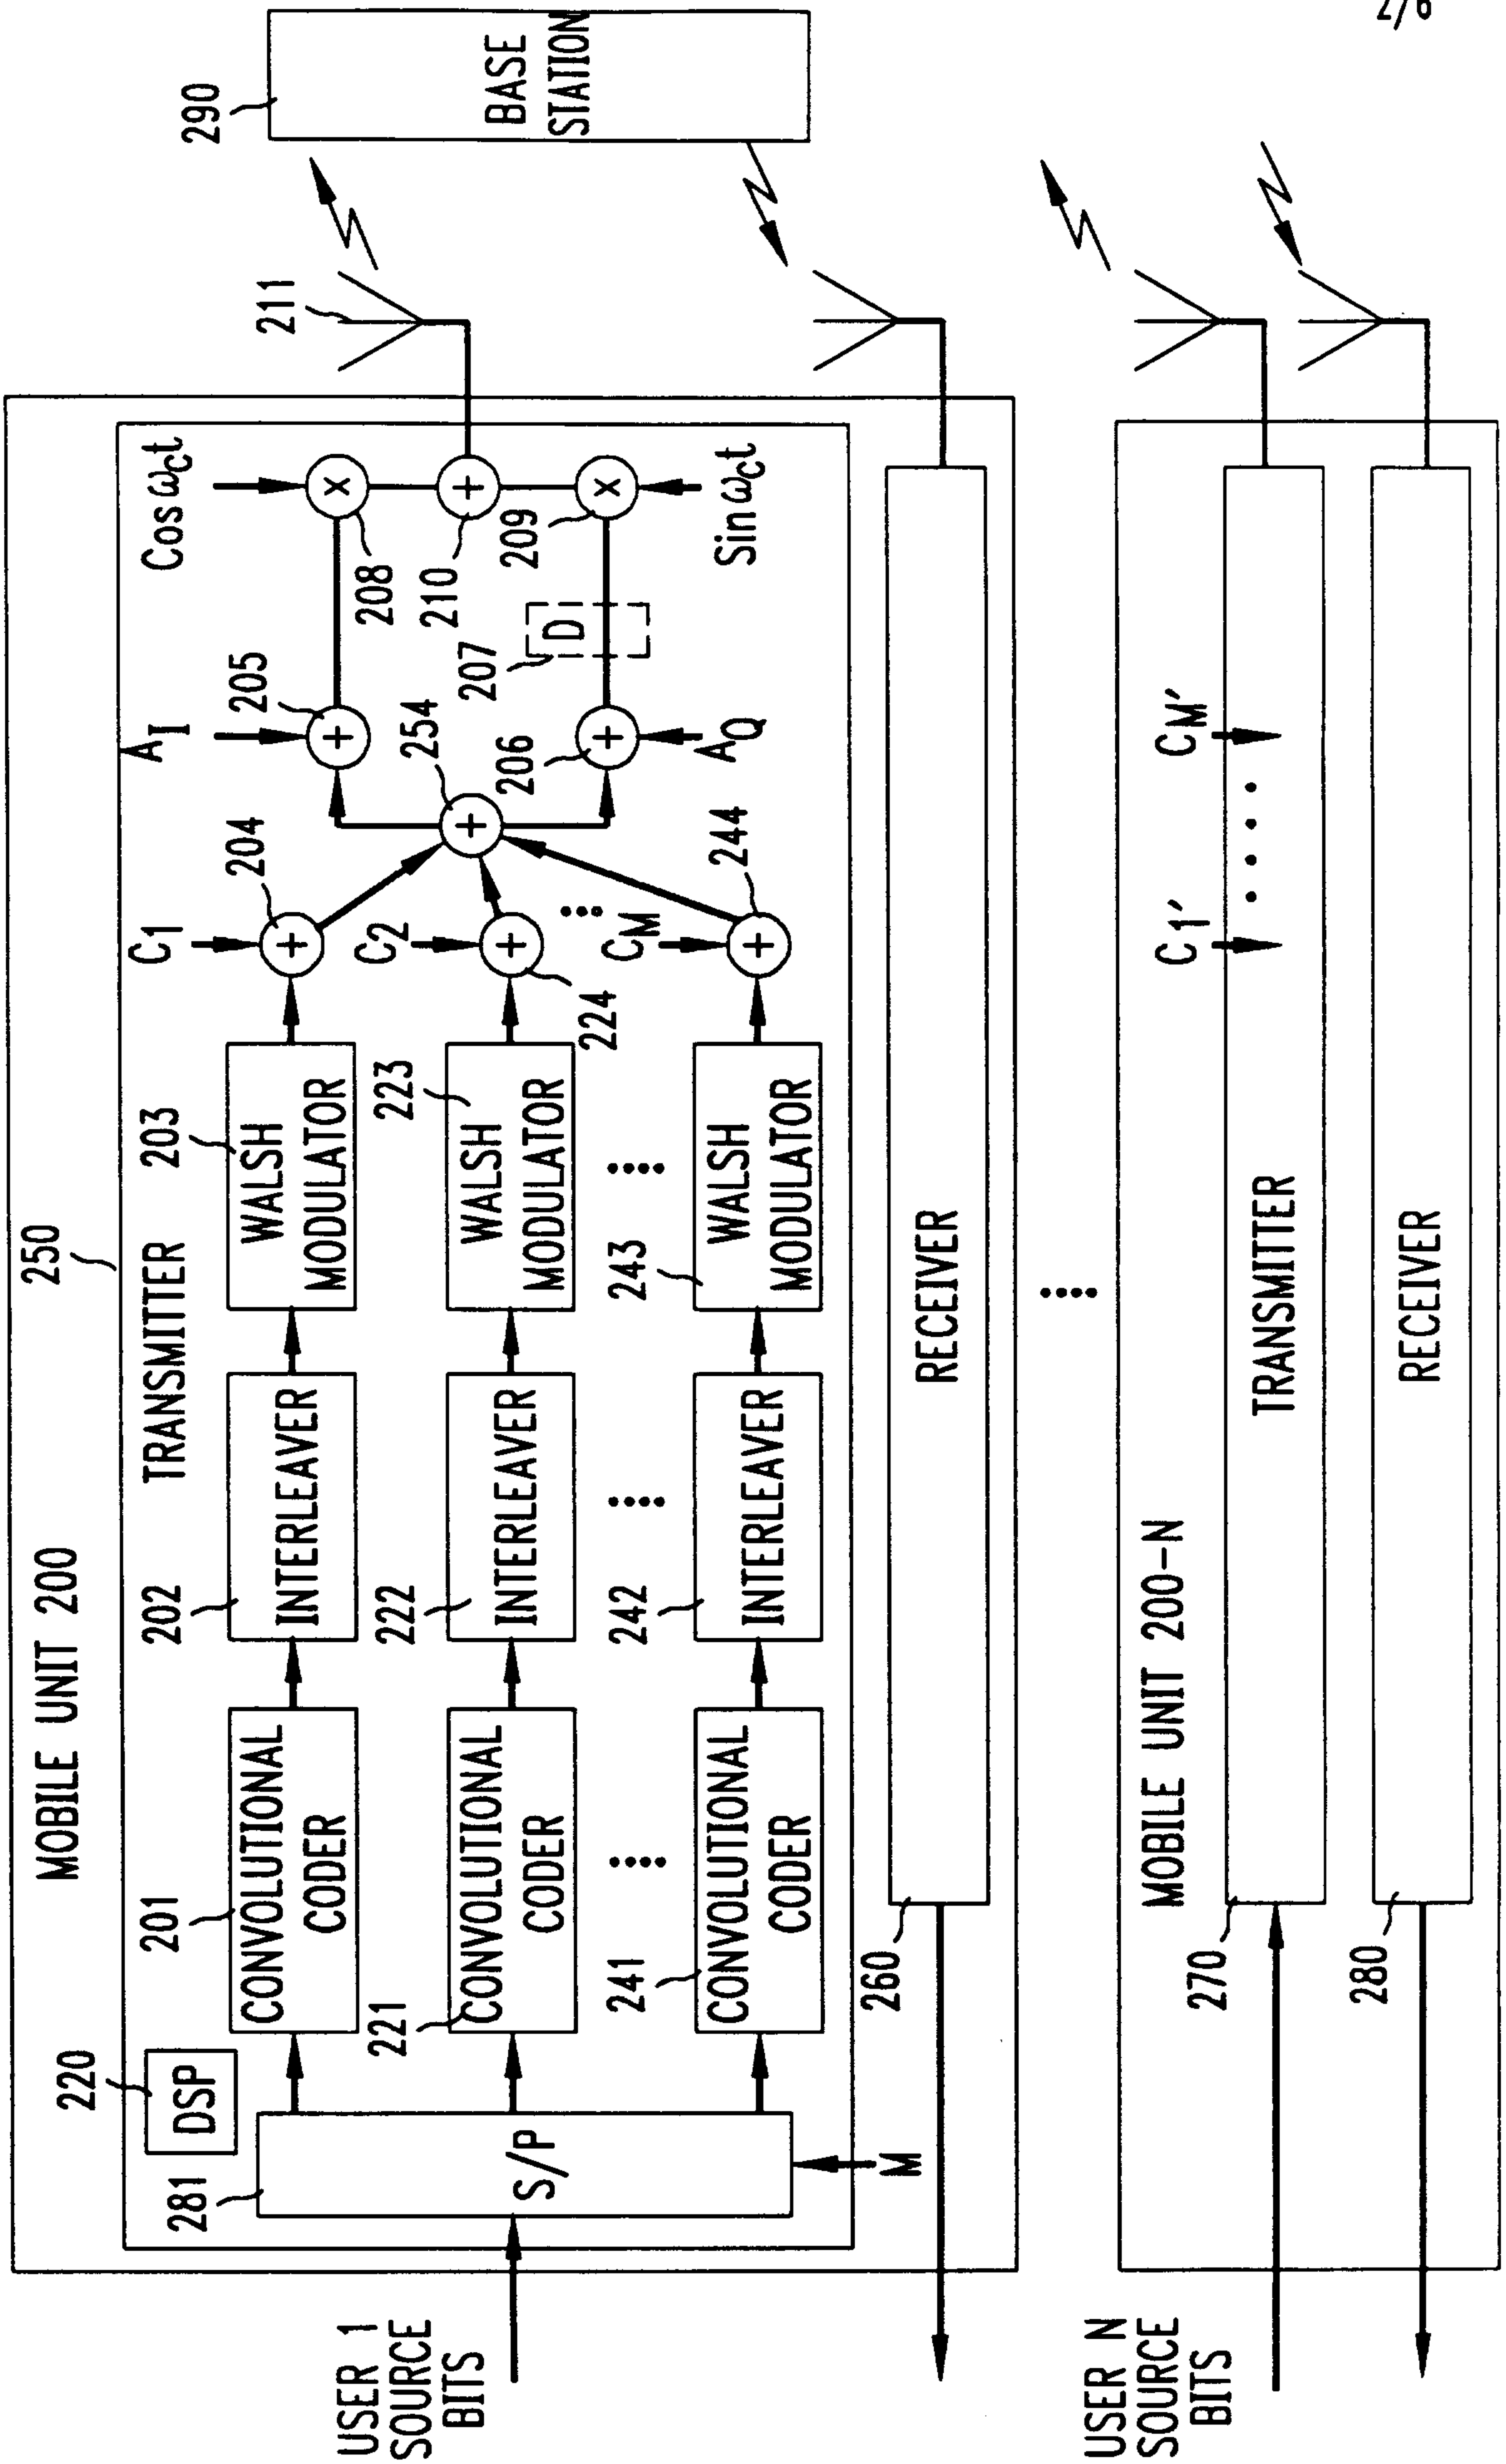 2/6
MOBILE UNIT 200
250
220
DSP
TRANSMITTER
281
S/P
M
USER 1
SOURCE
BITS
201
CONVOLUTIONAL
CODER
202
INTERLEAVER
203
WALSH
MODULATOR
C1
204
221
CONVOLUTIONAL
CODER
222
INTERLEAVER
223
WALSH
MODULATOR
C2
224
241
CONVOLUTIONAL
CODER
242
INTERLEAVER
243
WALSH
MODULATOR
CM
244
254
AI
205
206
AQ
207
D
Cos ωct
208
210
209
Sin ωct
211
290
BASE
STATION
260
RECEIVER
MOBILE UNIT 200-N
USER N
SOURCE
BITS
270
TRANSMITTER
C1'
CM'
280
RECEIVER